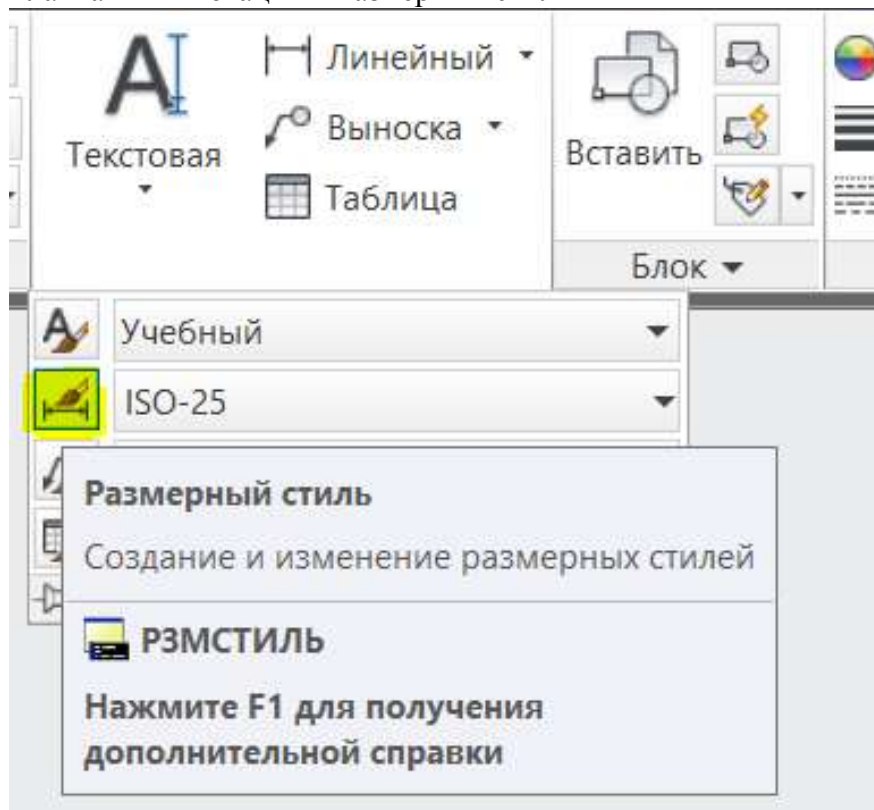 Линейный
Выноска
Таблица
Текстовая
Вставить
Блок
Учебный
ISO-25
Размерный стиль
Создание и изменение размерных стилей
РЗМСТИЛЬ
Нажмите F1 для получения
дополнительной справки